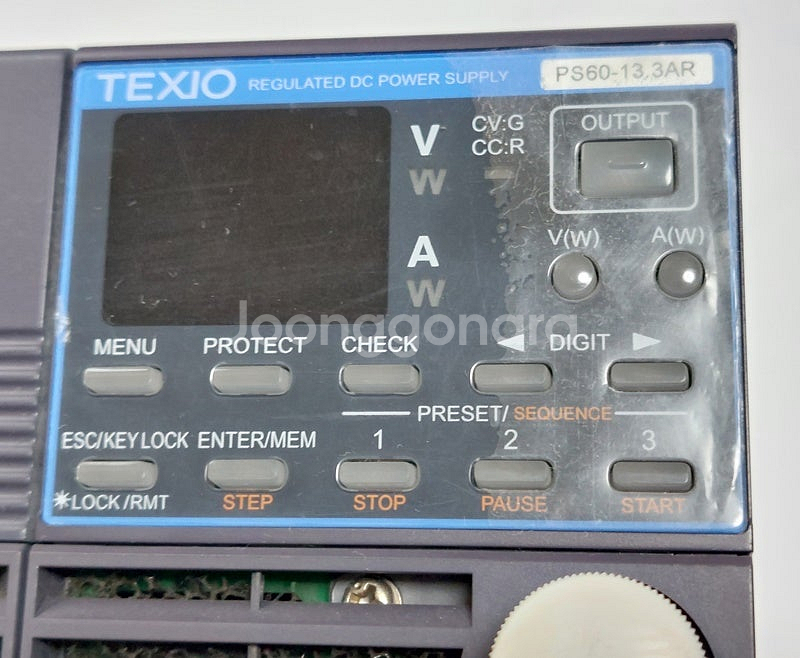 TEXIO REGULATED DC POWER SUPPLY PS60-13.3AR
V CV:G OUTPUT
W CC:R
V(W) A(W)
A
W
Joonggonara
MENU PROTECT CHECK ◀ DIGIT ▶
PRESET/ SEQUENCE
ESC/KEYLOCK ENTER/MEM 1 2 3
☀LOCK/RMT STEP STOP PAUSE START